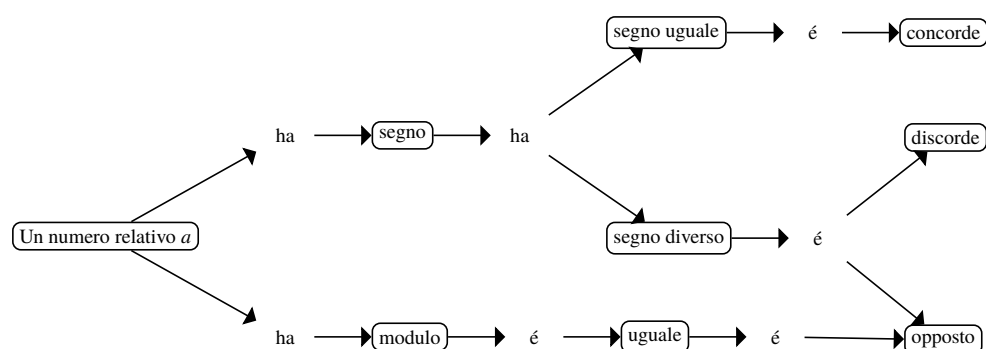 segno uguale é concorde
ha segno ha
discorde
Un numero relativo a
segno diverso é
ha modulo é uguale é opposto